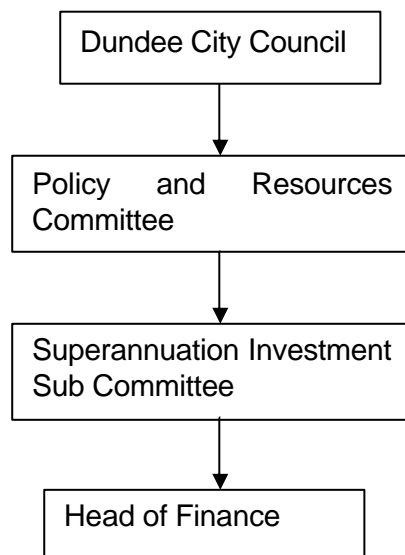 Dundee City Council
Policy and Resources
Committee
Superannuation Investment
Sub Committee
Head of Finance